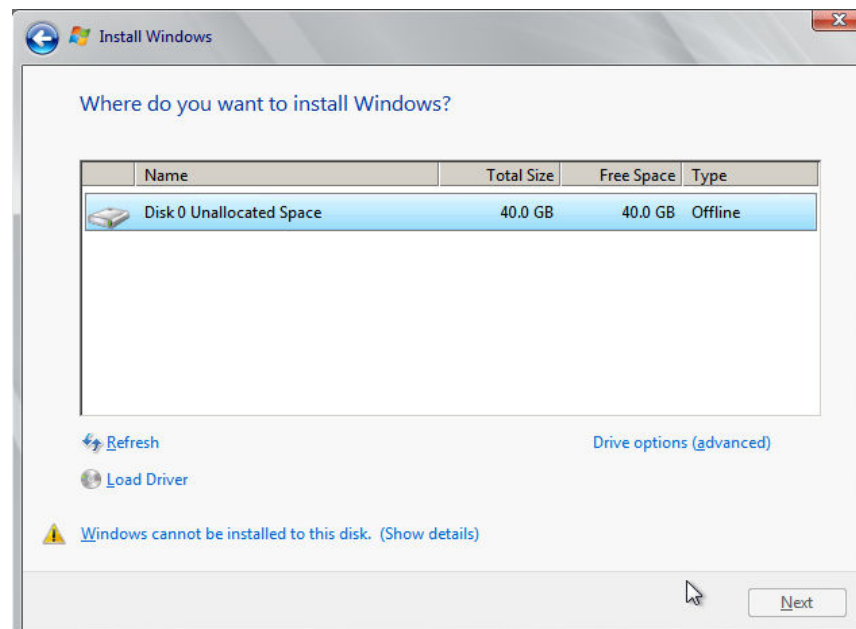 Install Windows
Where do you want to install Windows?
Name Total Size Free Space Type
Disk 0 Unallocated Space 40.0 GB 40.0 GB Offline
Refresh Drive options (advanced)
Load Driver
Windows cannot be installed to this disk. (Show details)
Next